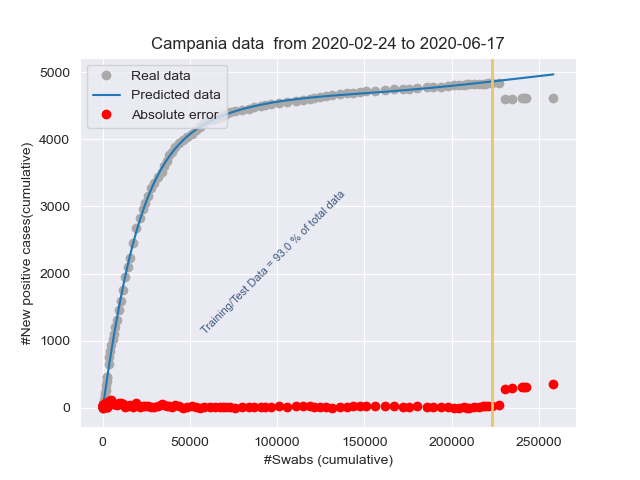 Campania data  from 2020-02-24 to 2020-06-17
Real data
Predicted data
Absolute error
5000
4000
3000
2000
1000
0
#New positive cases(cumulative)
Training/Test Data = 93.0 % of total data
0
50000
100000
150000
200000
250000
#Swabs (cumulative)